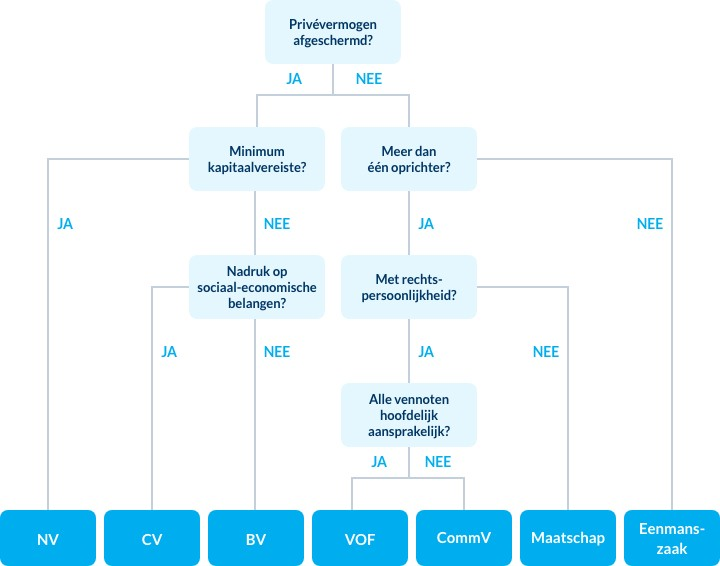 Privévermogen
afgeschermd?
JA
NEE
Minimum
kapitaalvereiste?
Meer dan
één oprichter?
JA
NEE
JA
NEE
Nadruk op
sociaal-economische
belangen?
Met rechts-
persoonlijkheid?
JA
NEE
JA
NEE
Alle vennoten
hoofdelijk
aansprakelijk?
JA
NEE
NV
CV
BV
VOF
CommV
Maatschap
Eenmans-
zaak